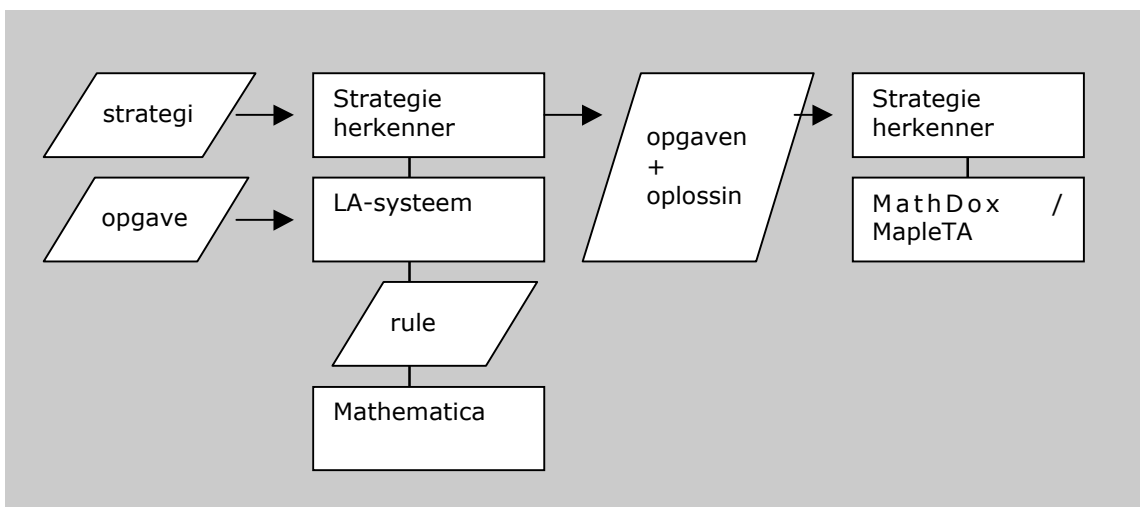 strategi
Strategie
herkenner
opgaven
+
oplossin
Strategie
herkenner
opgave
LA-systeem
MathDox /
MapleTA
rule
Mathematica